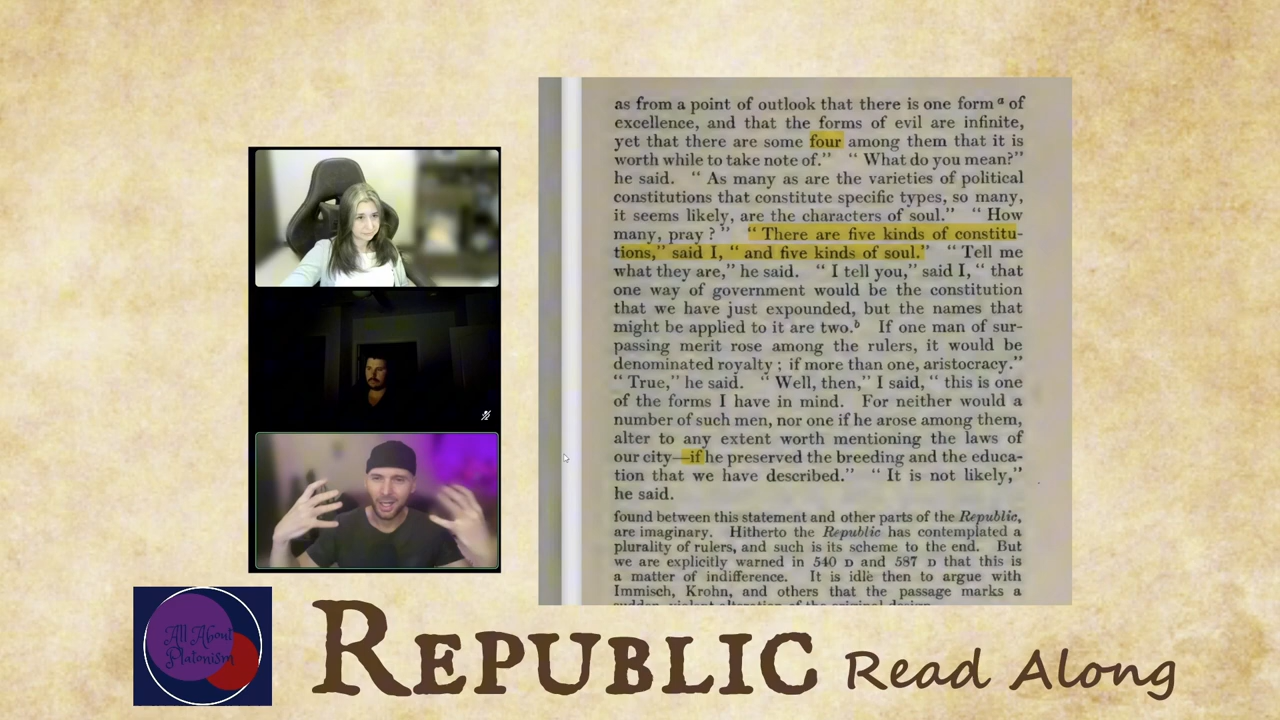 as from a point of outlook that there is one form ᵃ of
excellence, and that the forms of evil are infinite,
yet that there are some four among them that it is
worth while to take note of.” “ What do you mean?”
he said. “ As many as are the varieties of political
constitutions that constitute specific types, so many,
it seems likely, are the characters of soul.” “ How
many, pray ? ” “ There are five kinds of constitu-
tions,” said I, “ and five kinds of soul.” “ Tell me
what they are,” he said. “ I tell you,” said I, “ that
one way of government would be the constitution
that we have just expounded, but the names that
might be applied to it are two.ᵇ If one man of sur-
passing merit rose among the rulers, it would be
denominated royalty ; if more than one, aristocracy.”
“ True,” he said. “ Well, then,” I said, “ this is one
of the forms I have in mind. For neither would a
number of such men, nor one if he arose among them,
alter to any extent worth mentioning the laws of
our city—if he preserved the breeding and the educa-
tion that we have described.” “ It is not likely,”
he said.
found between this statement and other parts of the Republic,
are imaginary. Hitherto the Republic has contemplated a
plurality of rulers, and such is its scheme to the end. But
we are explicitly warned in 540 D and 587 D that this is
a matter of indifference. It is idle then to argue with
Immisch, Krohn, and others that the passage marks a
All About
Platonism
Republic Read Along